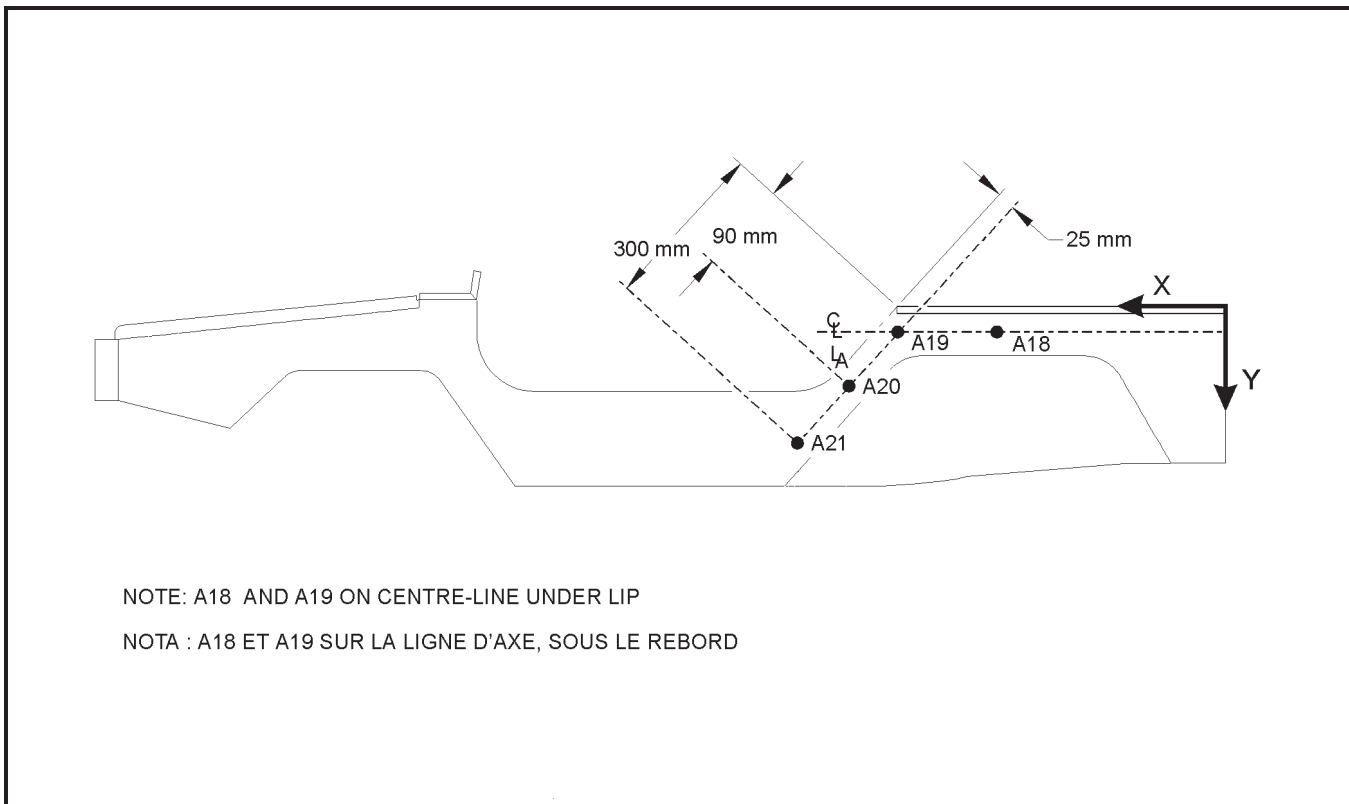 300 mm
90 mm
25 mm
X
CL
A19
A18
LA
A20
Y
A21
NOTE: A18 AND A19 ON CENTRE-LINE UNDER LIP
NOTA : A18 ET A19 SUR LA LIGNE D'AXE, SOUS LE REBORD